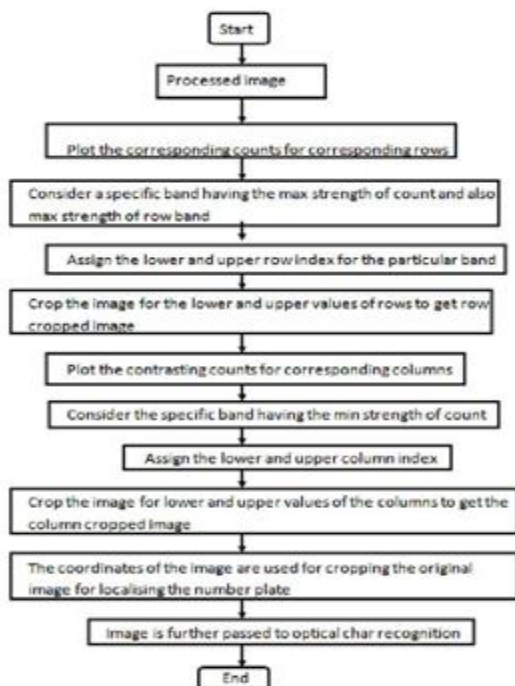 Start
Processed image
Plot the corresponding counts for corresponding rows
Consider a specific band having the max strength of count and also
max strength of row band
Assign the lower and upper row index for the particular band
Crop the image for the lower and upper values of rows to get row
cropped image
Plot the contrasting counts for corresponding columns
Consider the specific band having the min strength of count
Assign the lower and upper column index
Crop the image for lower and upper values of the columns to get the
column cropped image
The coordinates of the image are used for cropping the original
image for localising the number plate
Image is further passed to optical char recognition
End